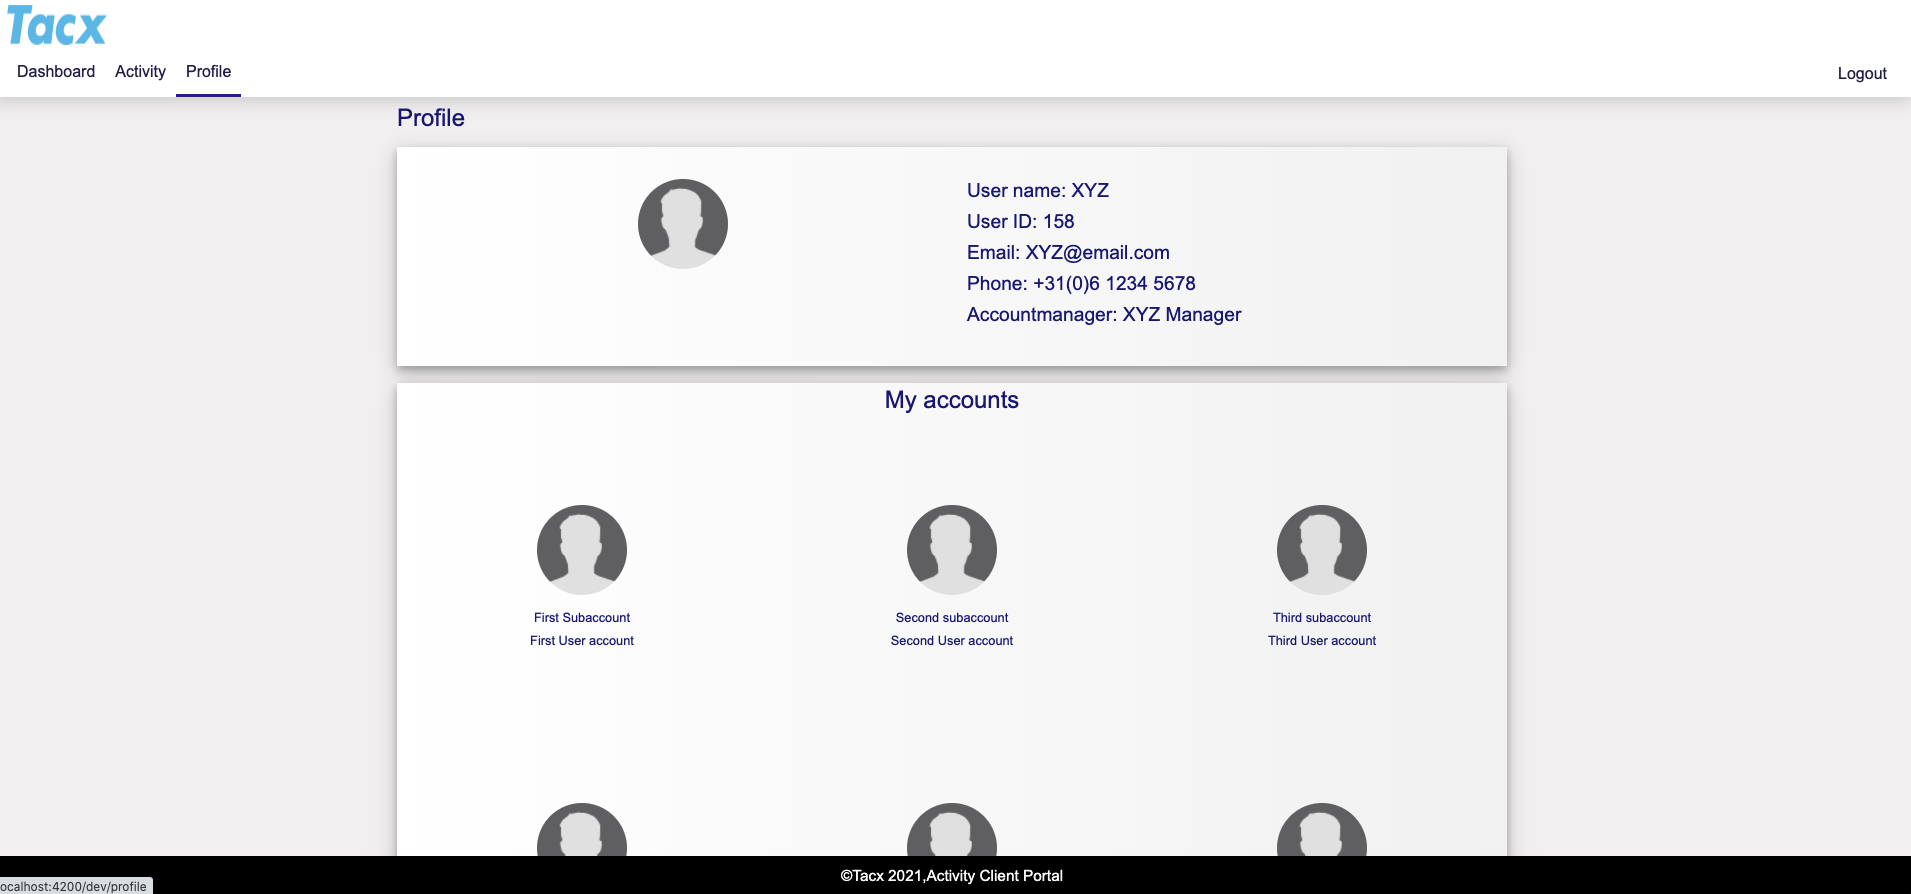 Tacx
Dashboard Activity Profile
Logout
Profile
User name: XYZ
User ID: 158
Email: XYZ@email.com
Phone: +31(0)6 1234 5678
Accountmanager: XYZ Manager
My accounts
First Subaccount
First User account
Second subaccount
Second User account
Third subaccount
Third User account
©Tacx 2021,Activity Client Portal
ocalhost:4200/dev/profile